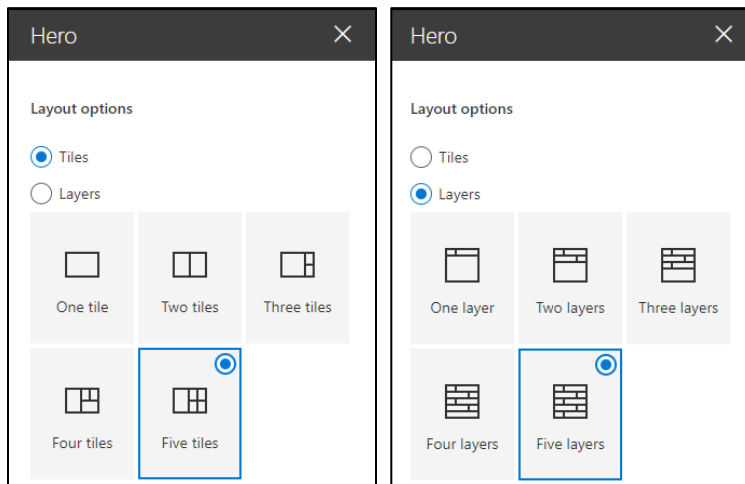 Hero
Layout options
Tiles
Layers
One tile
Two tiles
Three tiles
Four tiles
Five tiles
Hero
Layout options
Tiles
Layers
One layer
Two layers
Three layers
Four layers
Five layers